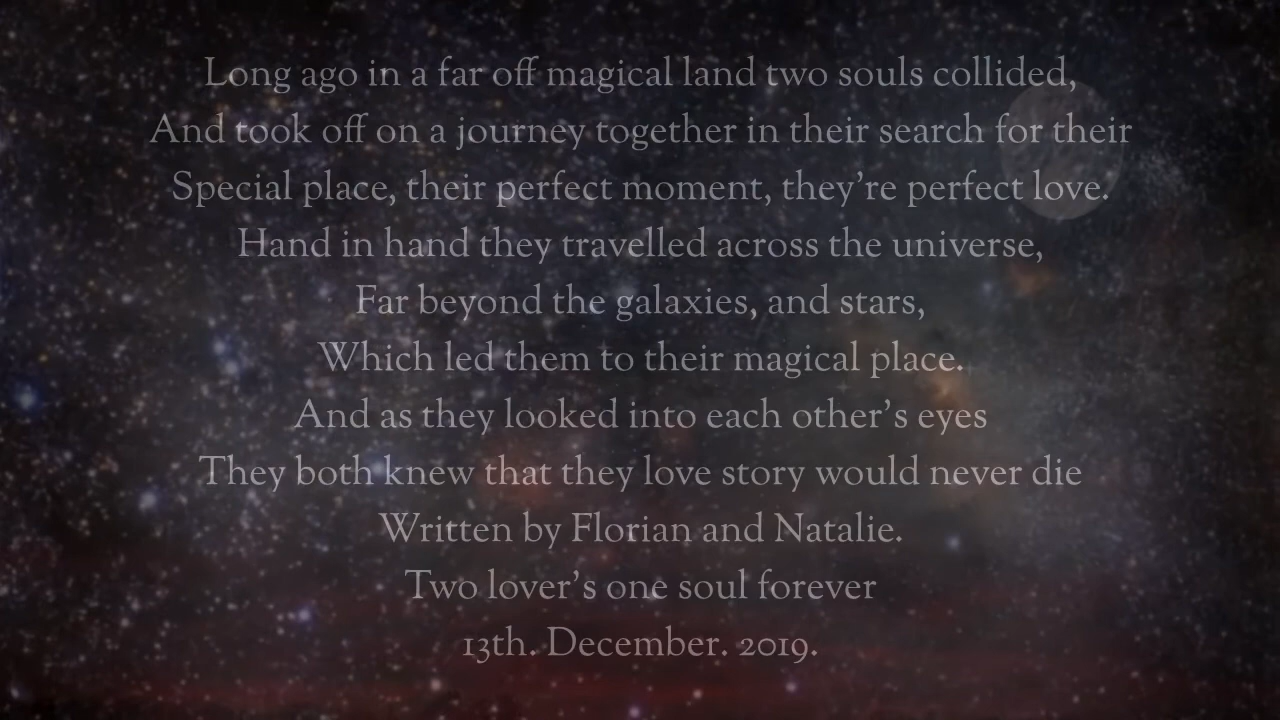 Long ago in a far off magical land two souls collided,
And took off on a journey together in their search for their
Special place, their perfect moment, they’re perfect love.
Hand in hand they travelled across the universe,
Far beyond the galaxies, and stars,
Which led them to their magical place.
And as they looked into each other’s eyes
They both knew that they love story would never die
Written by Florian and Natalie.
Two lover’s one soul forever
13th. December. 2019.